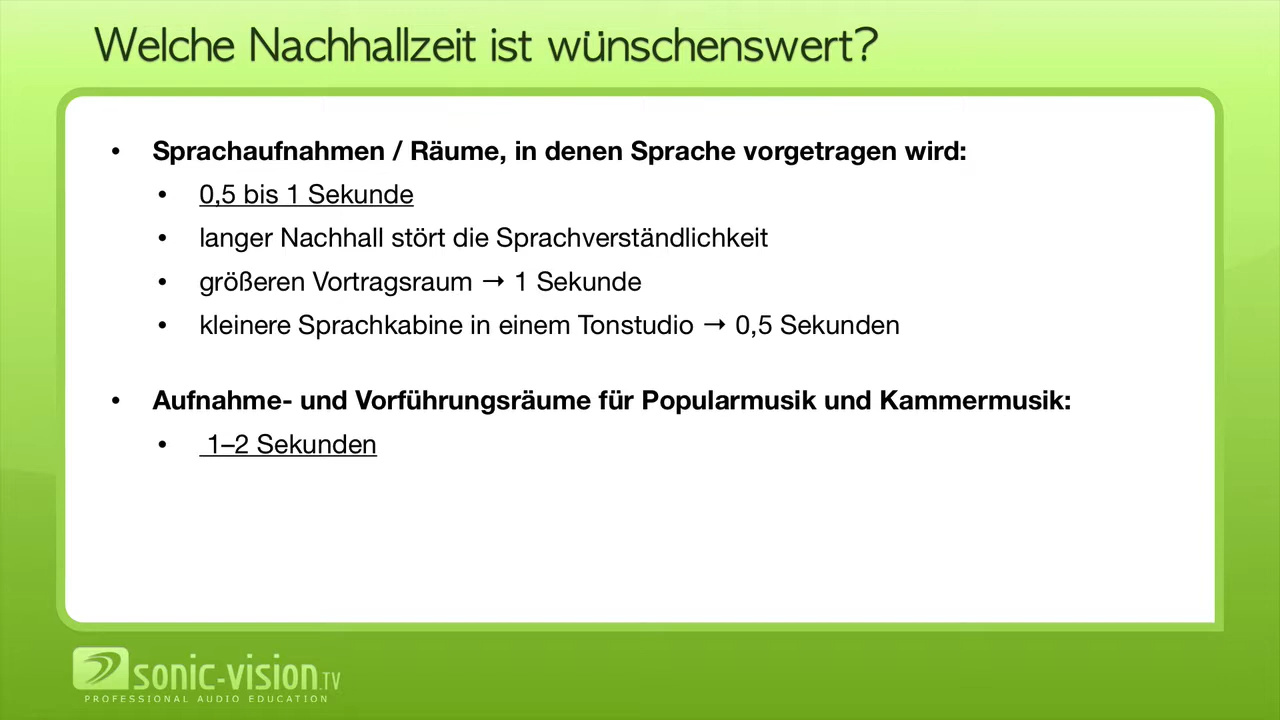 Welche Nachhallzeit ist wünschenswert?
• Sprachaufnahmen / Räume, in denen Sprache vorgetragen wird:
• 0,5 bis 1 Sekunde
• langer Nachhall stört die Sprachverständlichkeit
• größeren Vortragsraum → 1 Sekunde
• kleinere Sprachkabine in einem Tonstudio → 0,5 Sekunden
• Aufnahme- und Vorführungsräume für Popularmusik und Kammermusik:
• 1–2 Sekunden
sonic-vision.TV
PROFESSIONAL AUDIO EDUCATION